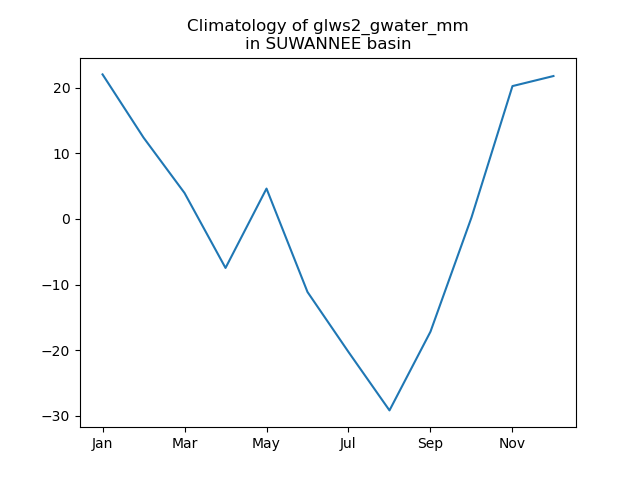 Climatology of glws2_gwater_mm
in SUWANNEE basin
20
10
0
−10
−20
−30
Jan
Mar
May
Jul
Sep
Nov